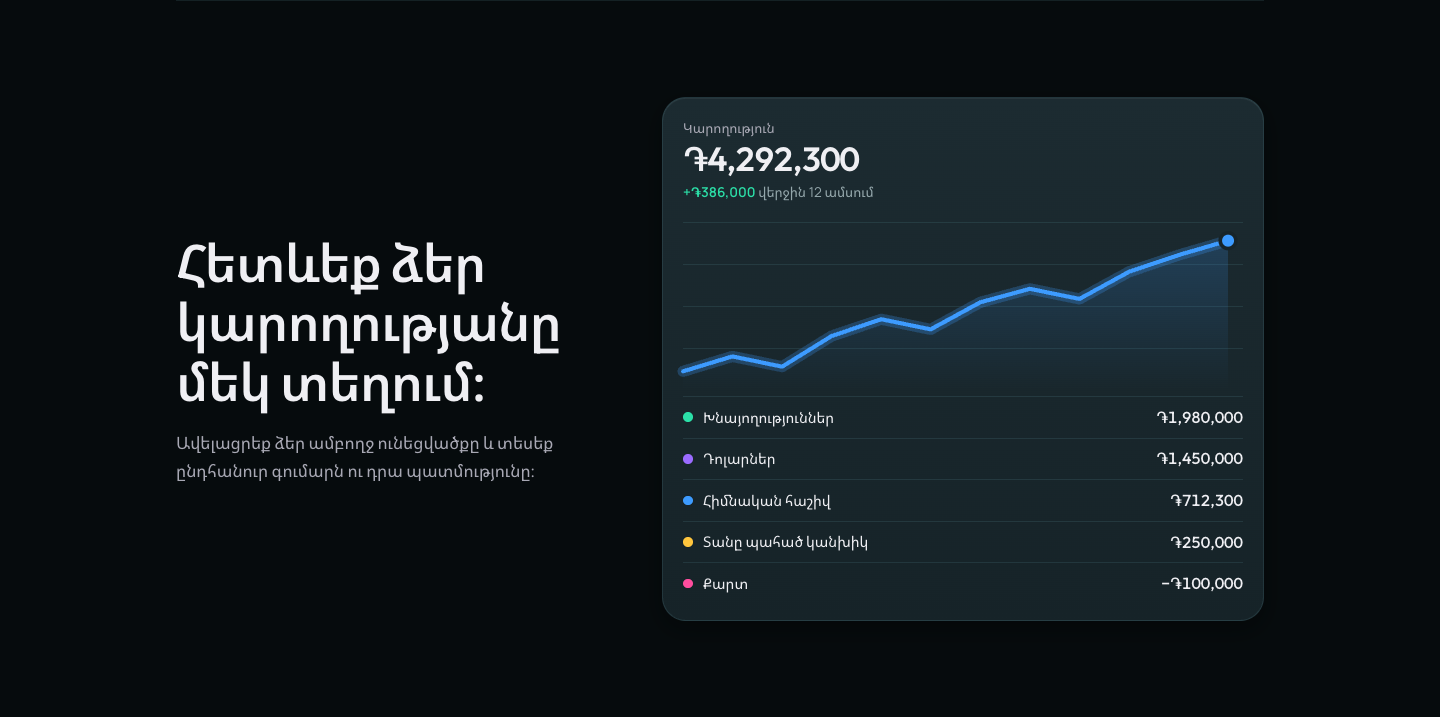 Հետևեք ձեր
կարողությանը
մեկ տեղում:
Ավելացրեք ձեր ամբողջ ունեցվածքը և տեսեք
ընդհանուր գումարն ու դրա պատմությունը:
Կարողություն
֏4,292,300
+֏386,000 վերջին 12 ամսում
Խնայողություններ ֏1,980,000
Դոլարներ ֏1,450,000
Հիմնական հաշիվ ֏712,300
Տանը պահած կանխիկ ֏250,000
Քարտ −֏100,000